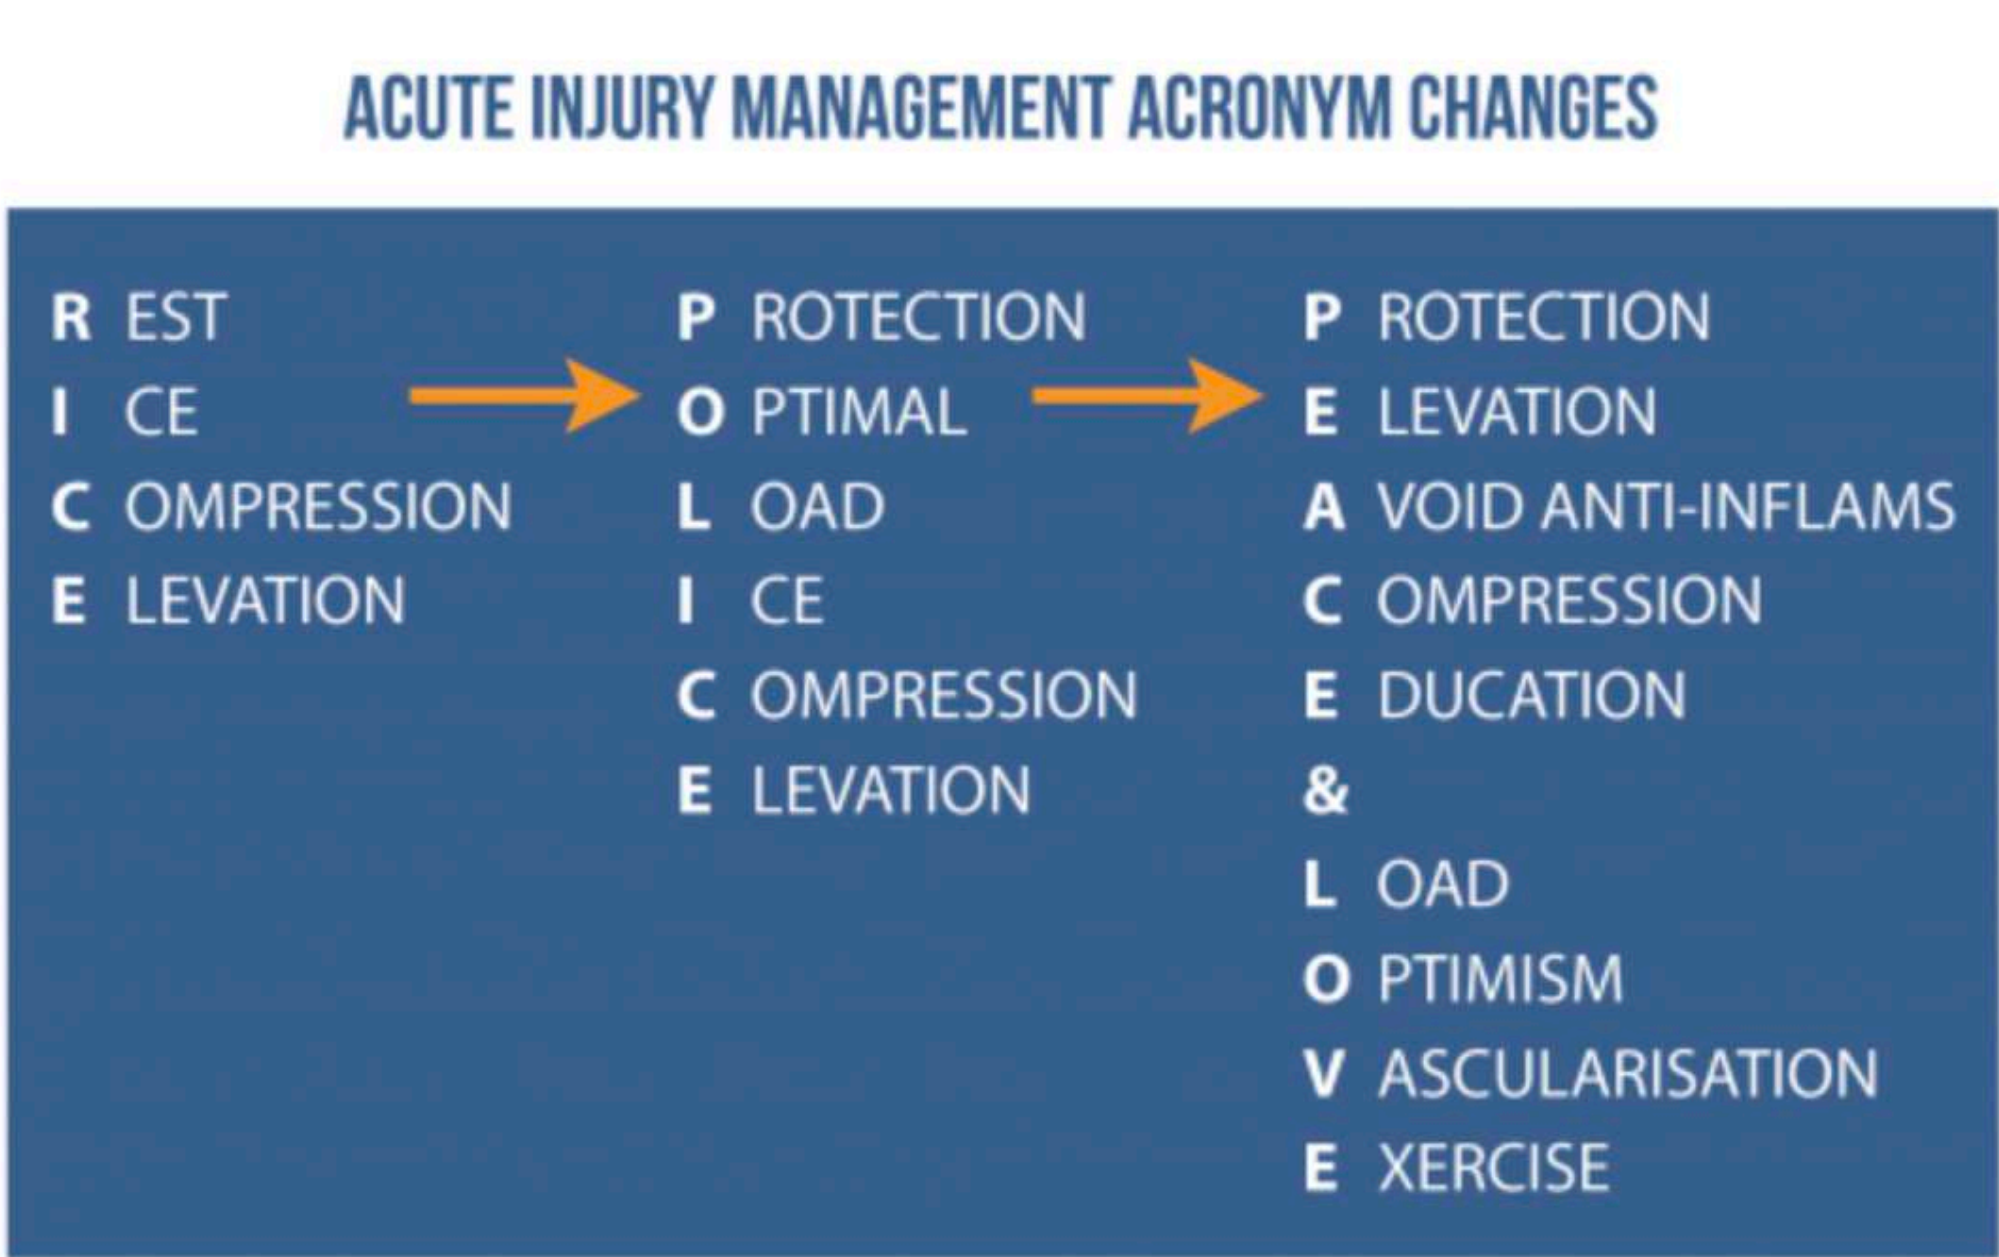 ACUTE INJURY MANAGEMENT ACRONYM CHANGES
R EST
I CE
C OMPRESSION
E LEVATION
P ROTECTION
O PTIMAL
L OAD
I CE
C OMPRESSION
E LEVATION
P ROTECTION
E LEVATION
A VOID ANTI-INFLAMS
C OMPRESSION
E DUCATION
&
L OAD
O PTIMISM
V ASCULARISATION
E XERCISE